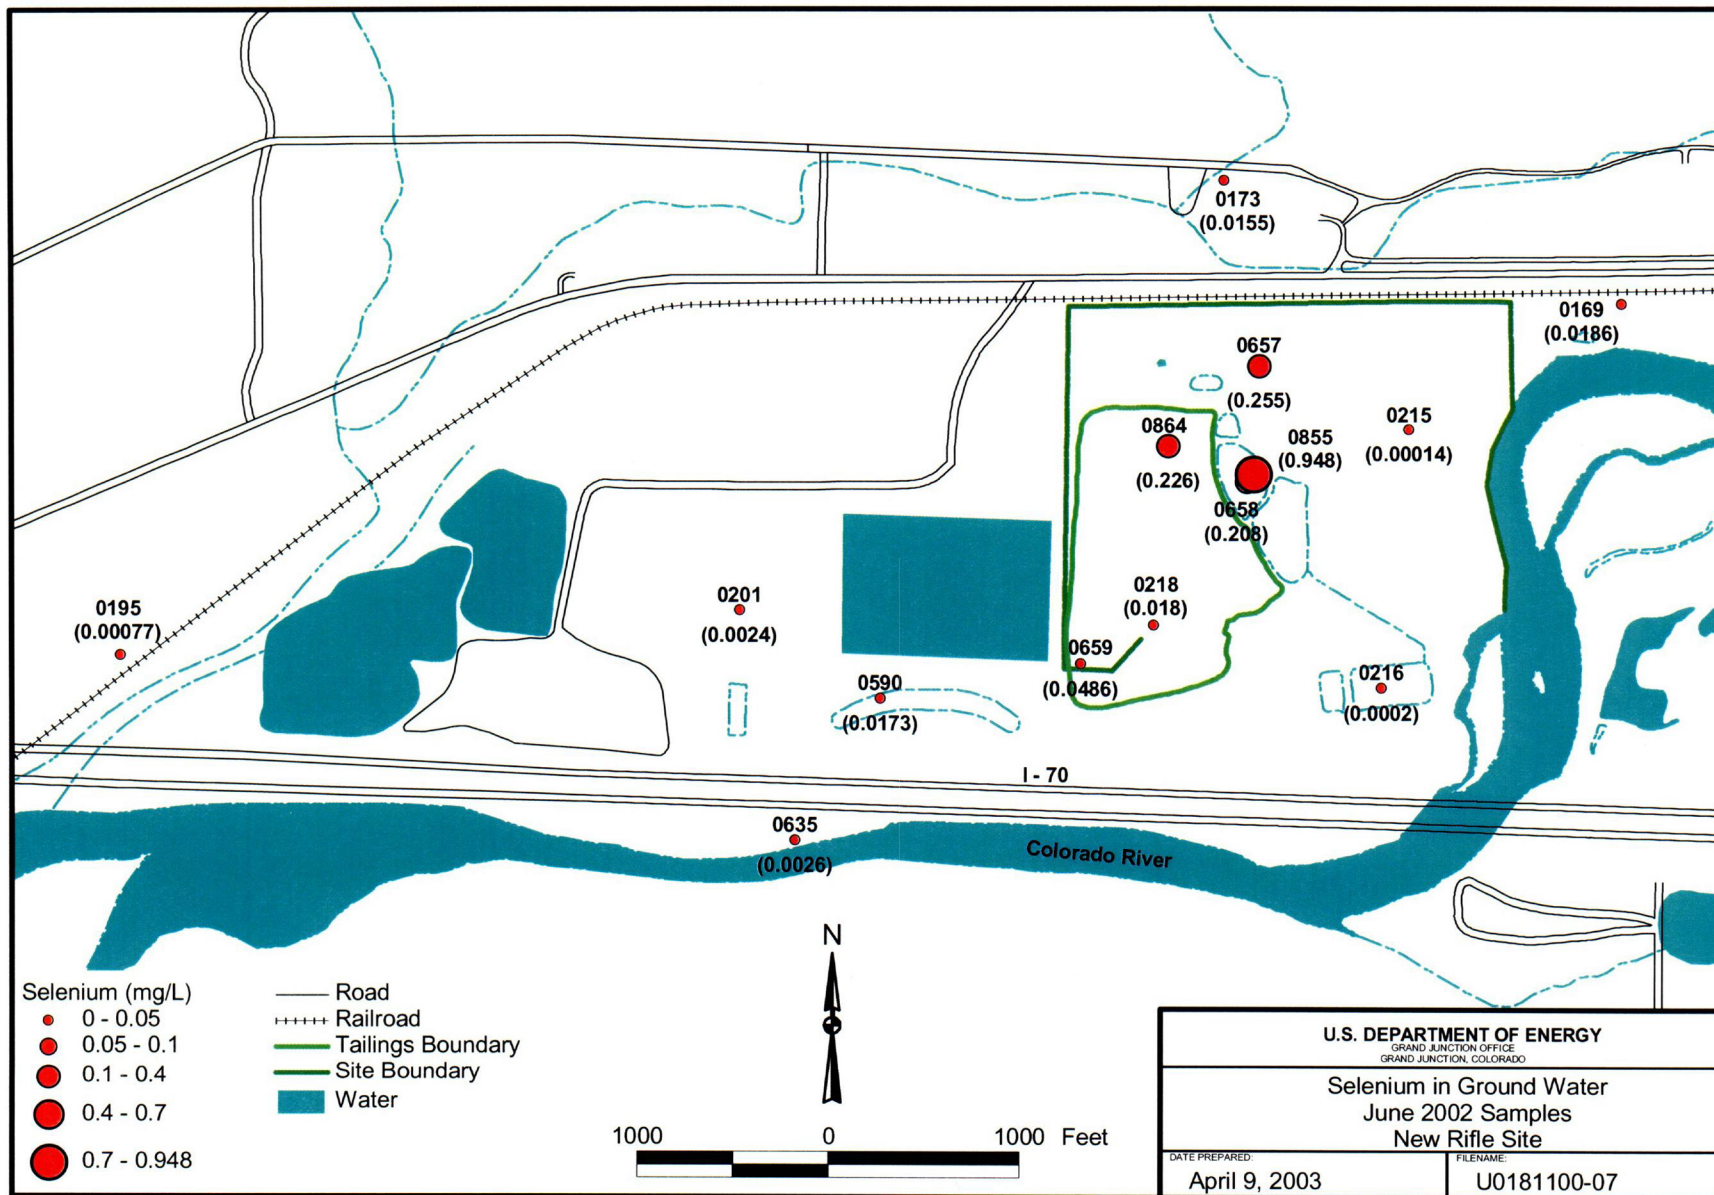 0173
(0.0155)
0169
(0.0186)
0657
(0.255)
0215
(0.00014)
0864
(0.226)
0855
(0.948)
0658
(0.208)
0218
(0.018)
0201
(0.0024)
0195
(0.00077)
0659
(0.0486)
0590
(0.0173)
0216
(0.0002)
I - 70
0635
(0.0026)
Colorado River
N
Selenium (mg/L)
0 - 0.05
0.05 - 0.1
0.1 - 0.4
0.4 - 0.7
0.7 - 0.948
Road
Railroad
Tailings Boundary
Site Boundary
Water
1000 0 1000 Feet
U.S. DEPARTMENT OF ENERGY
GRAND JUNCTION OFFICE
GRAND JUNCTION, COLORADO
Selenium in Ground Water
June 2002 Samples
New Rifle Site
DATE PREPARED:
April 9, 2003
FILENAME:
U0181100-07